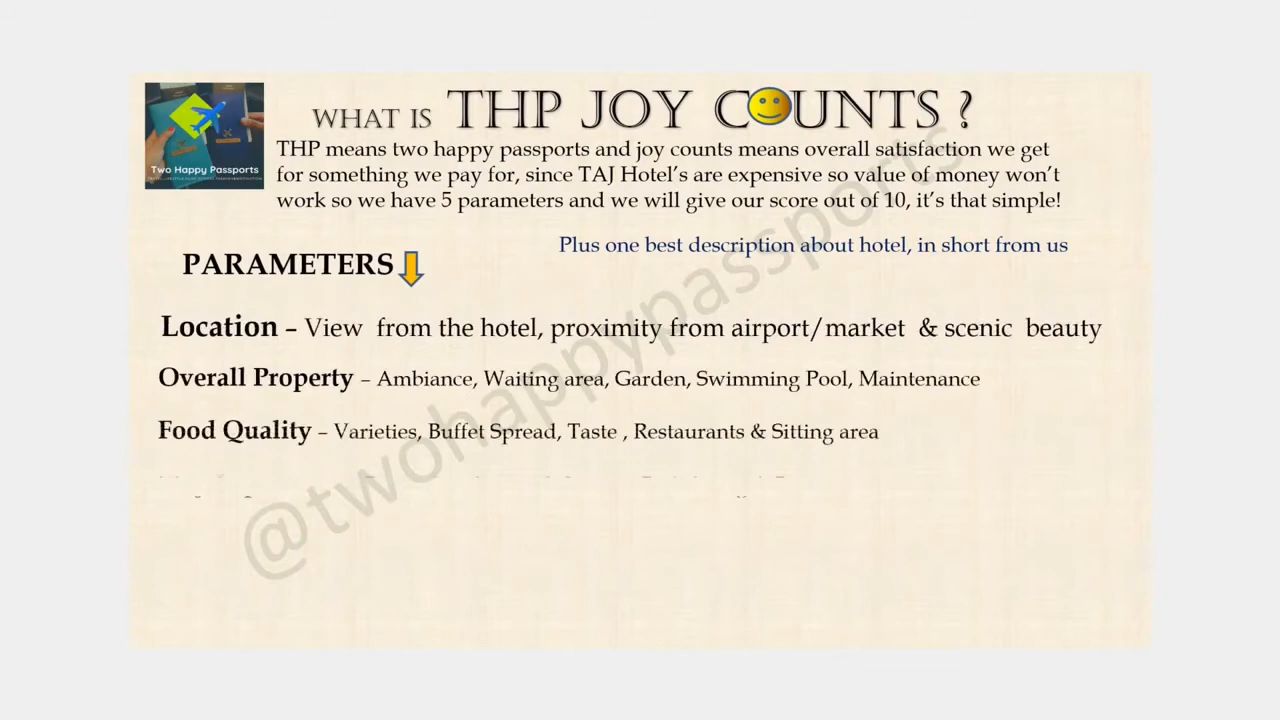 WHAT IS THP JOY COUNTS ?
Two Happy Passports
THP means two happy passports and joy counts means overall satisfaction we get
for something we pay for, since TAJ Hotel's are expensive so value of money won't
work so we have 5 parameters and we will give our score out of 10, it's that simple!
Plus one best description about hotel, in short from us
PARAMETERS
Location – View from the hotel, proximity from airport/market & scenic beauty
Overall Property – Ambiance, Waiting area, Garden, Swimming Pool, Maintenance
Food Quality – Varieties, Buffet Spread, Taste , Restaurants & Sitting area
@twohappypassports